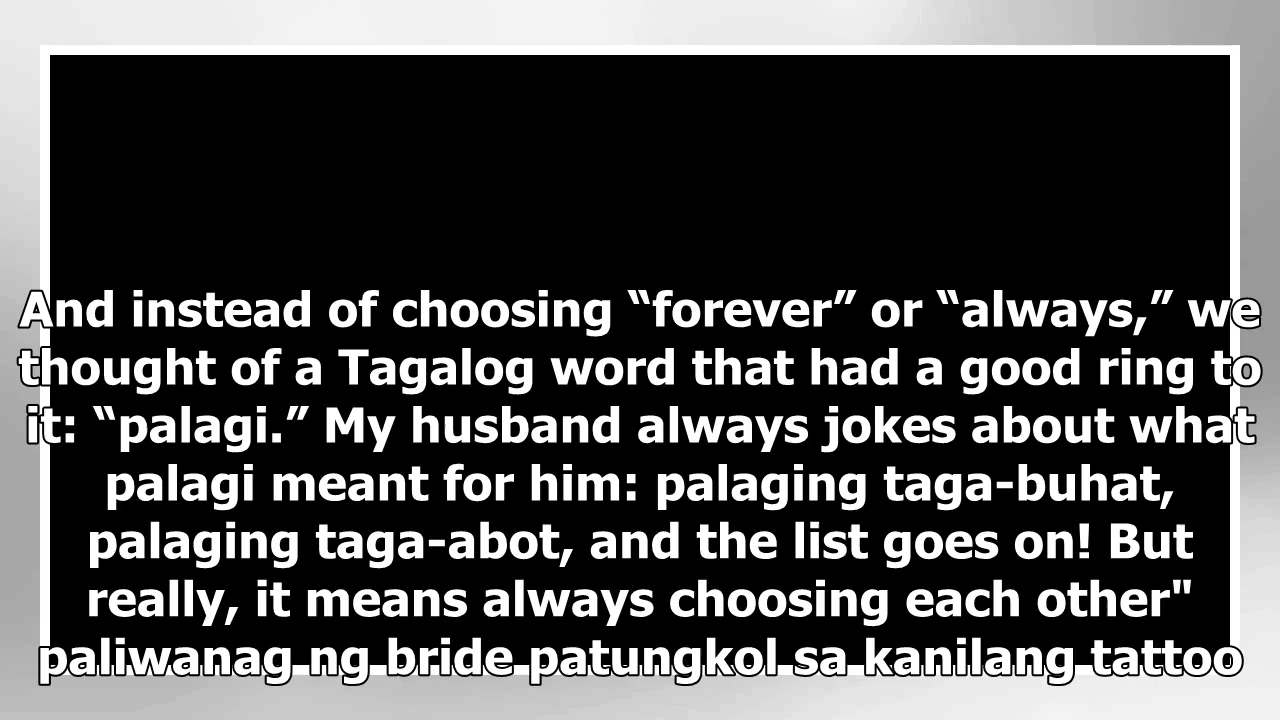 And instead of choosing “forever” or “always,” we
thought of a Tagalog word that had a good ring to
it: “palagi.” My husband always jokes about what
palagi meant for him: palaging taga-buhat,
palaging taga-abot, and the list goes on! But
really, it means always choosing each other"
paliwanag ng bride patungkol sa kanilang tattoo